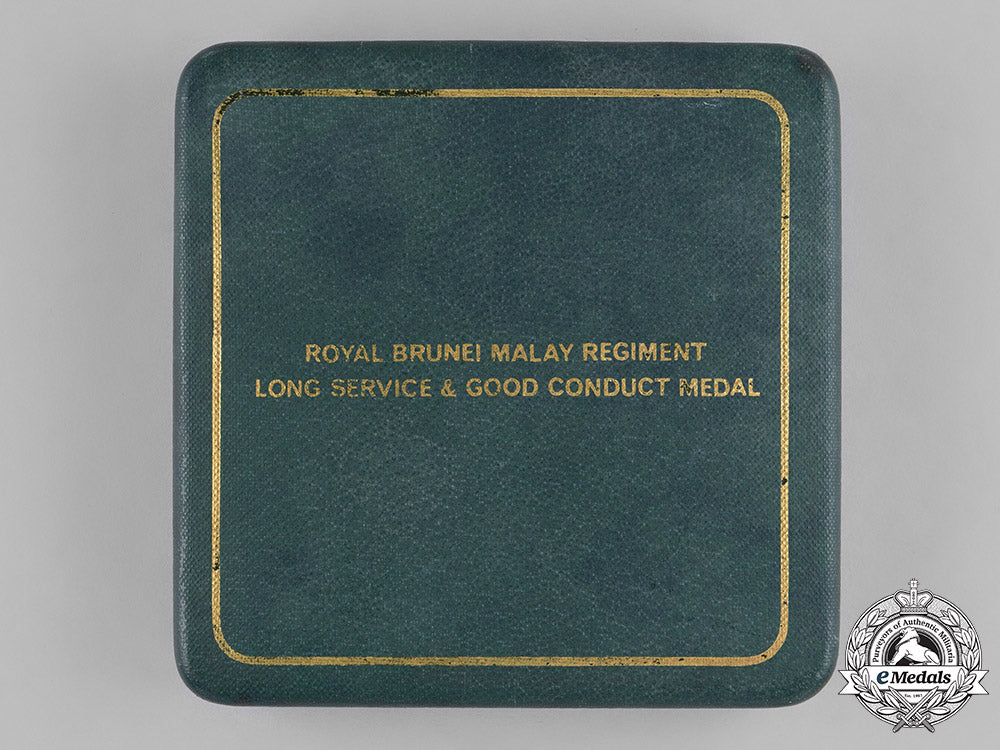 ROYAL BRUNEI MALAY REGIMENT
LONG SERVICE & GOOD CONDUCT MEDAL
Purveyors of Authentic Militaria
eMedals